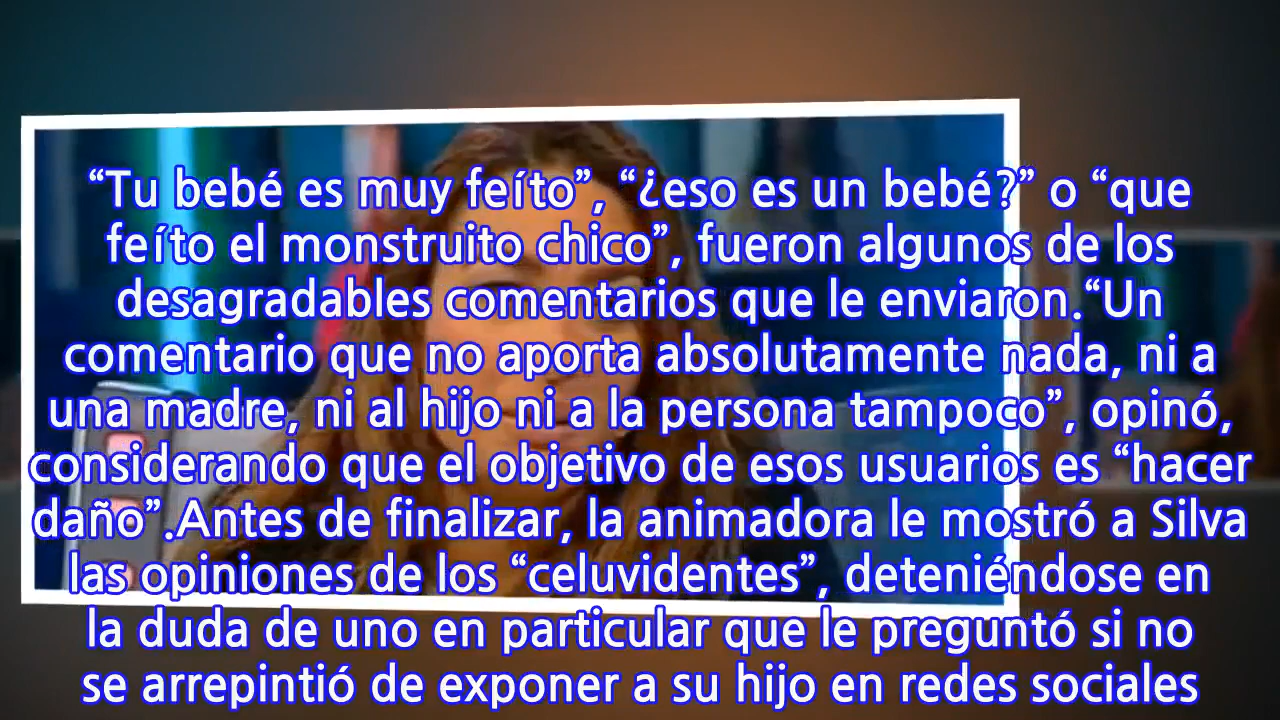 “Tu bebé es muy feíto”, “¿eso es un bebé?” o “que
feíto el monstruito chico”, fueron algunos de los
desagradables comentarios que le enviaron.“Un
comentario que no aporta absolutamente nada, ni a
una madre, ni al hijo ni a la persona tampoco”, opinó,
considerando que el objetivo de esos usuarios es “hacer
daño”.Antes de finalizar, la animadora le mostró a Silva
las opiniones de los “celuvidentes”, deteniéndose en
la duda de uno en particular que le preguntó si no
se arrepintió de exponer a su hijo en redes sociales